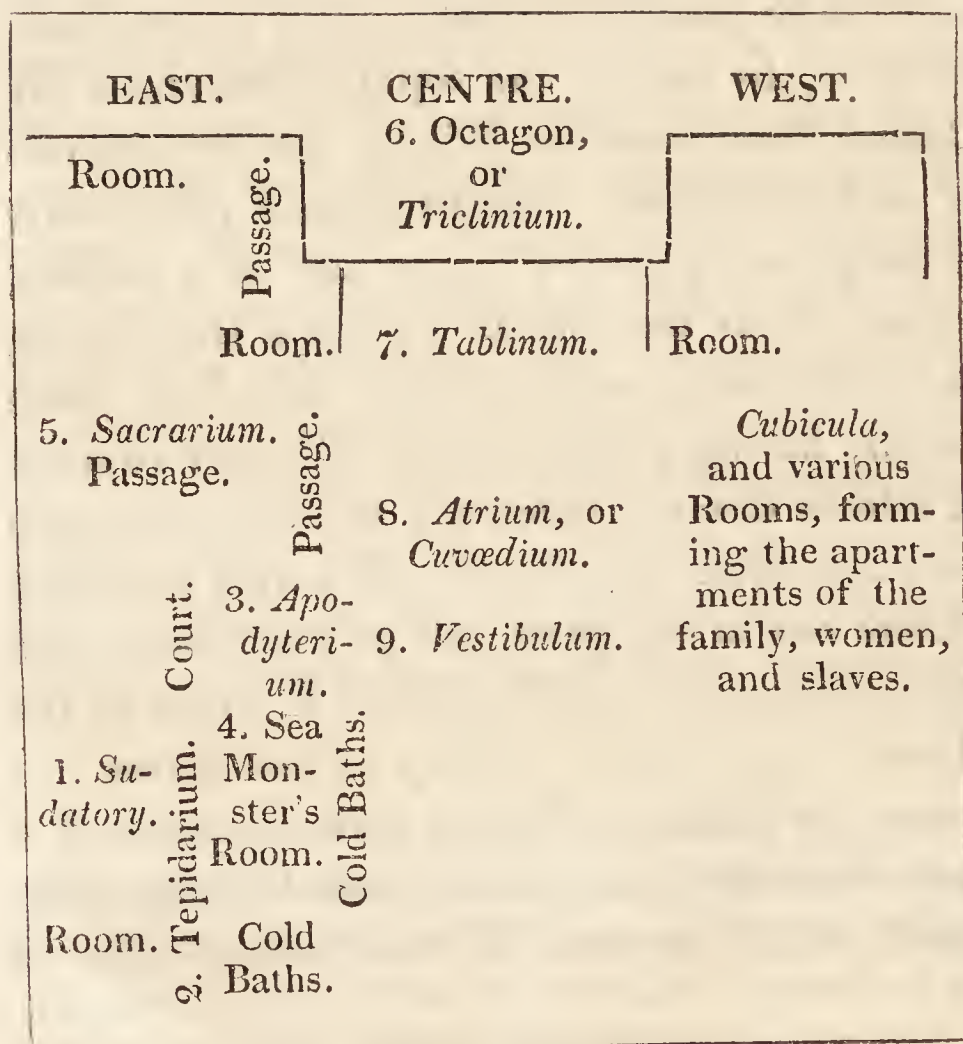 EAST.
CENTRE.
WEST.
6. Octagon,
or
Triclinium.
Room.
Passage.
Room.
7. Tablinum.
Room.
5. Sacrarium.
Passage.
Passage.
8. Atrium, or
Cuvœdium.
Cubicula,
and various
Rooms, form-
ing the apart-
ments of the
family, women,
and slaves.
Court.
3. Apo-
dyteri-
um.
9. Vestibulum.
1. Su-
datory.
2. Tepidarium.
4. Sea
Mon-
ster's
Room.
Cold Baths.
Room.
Cold
Baths.